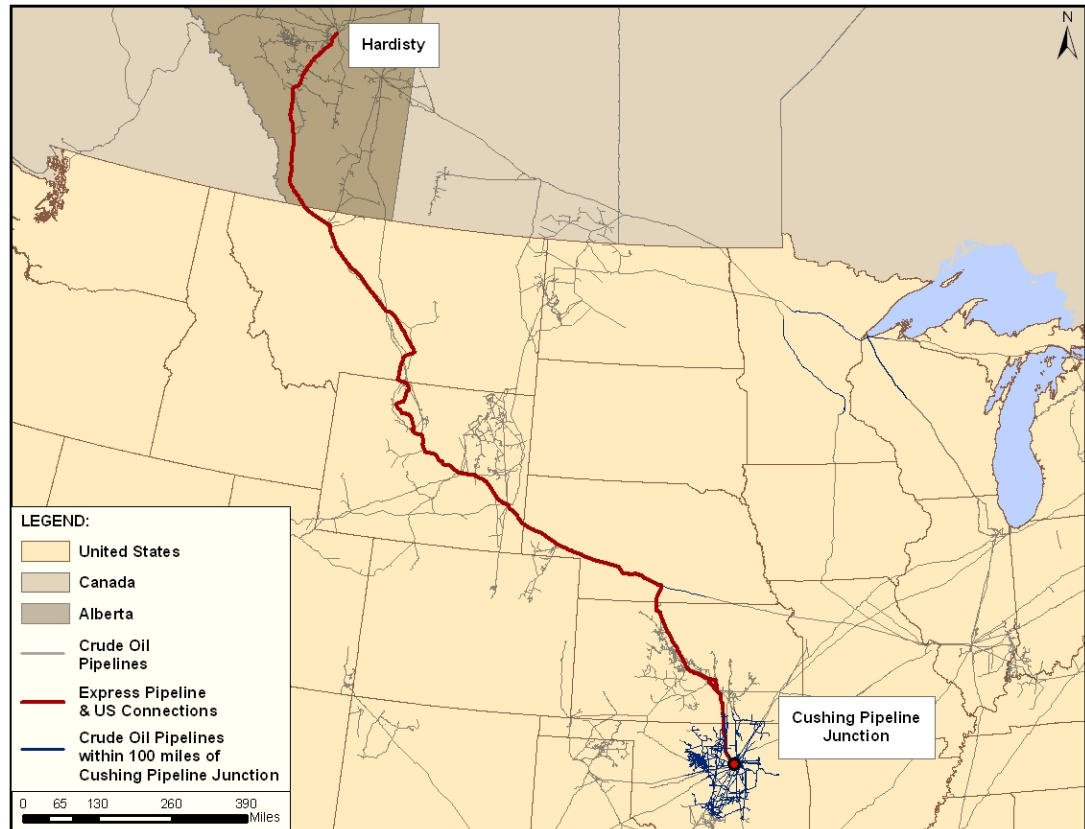 Hardisty
N
Cushing Pipeline
Junction
LEGEND:
United States
Canada
Alberta
Crude Oil
Pipelines
Express Pipeline
& US Connections
Crude Oil Pipelines
within 100 miles of
Cushing Pipeline Junction
0 65 130 260 390
Miles